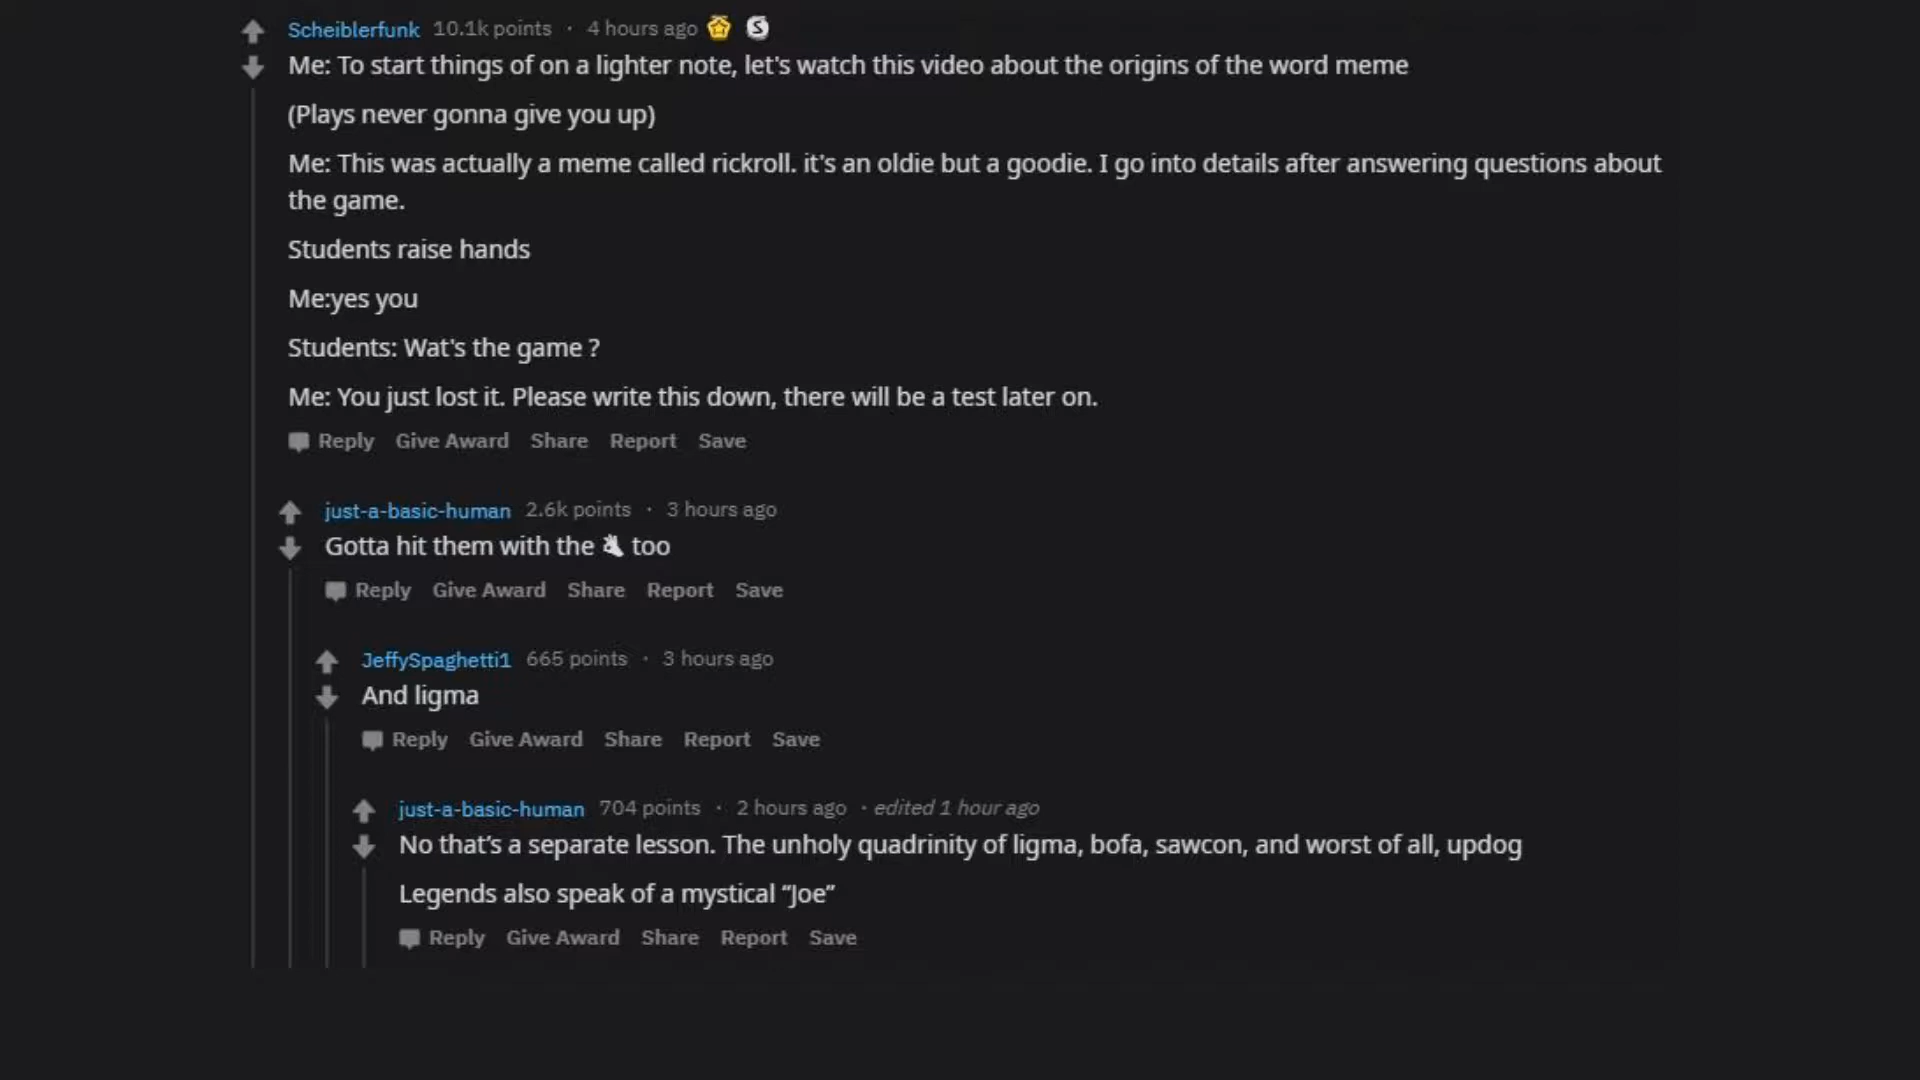 Scheiblerfunk 10.1k points · 4 hours ago
Me: To start things of on a lighter note, let's watch this video about the origins of the word meme
(Plays never gonna give you up)
Me: This was actually a meme called rickroll. it's an oldie but a goodie. I go into details after answering questions about
the game.
Students raise hands
Me:yes you
Students: Wat's the game ?
Me: You just lost it. Please write this down, there will be a test later on.
Reply Give Award Share Report Save
just-a-basic-human 2.6k points · 3 hours ago
Gotta hit them with the 👌 too
Reply Give Award Share Report Save
JeffySpaghetti1 665 points · 3 hours ago
And ligma
Reply Give Award Share Report Save
just-a-basic-human 704 points · 2 hours ago · edited 1 hour ago
No that’s a separate lesson. The unholy quadrinity of ligma, bofa, sawcon, and worst of all, updog
Legends also speak of a mystical “Joe”
Reply Give Award Share Report Save